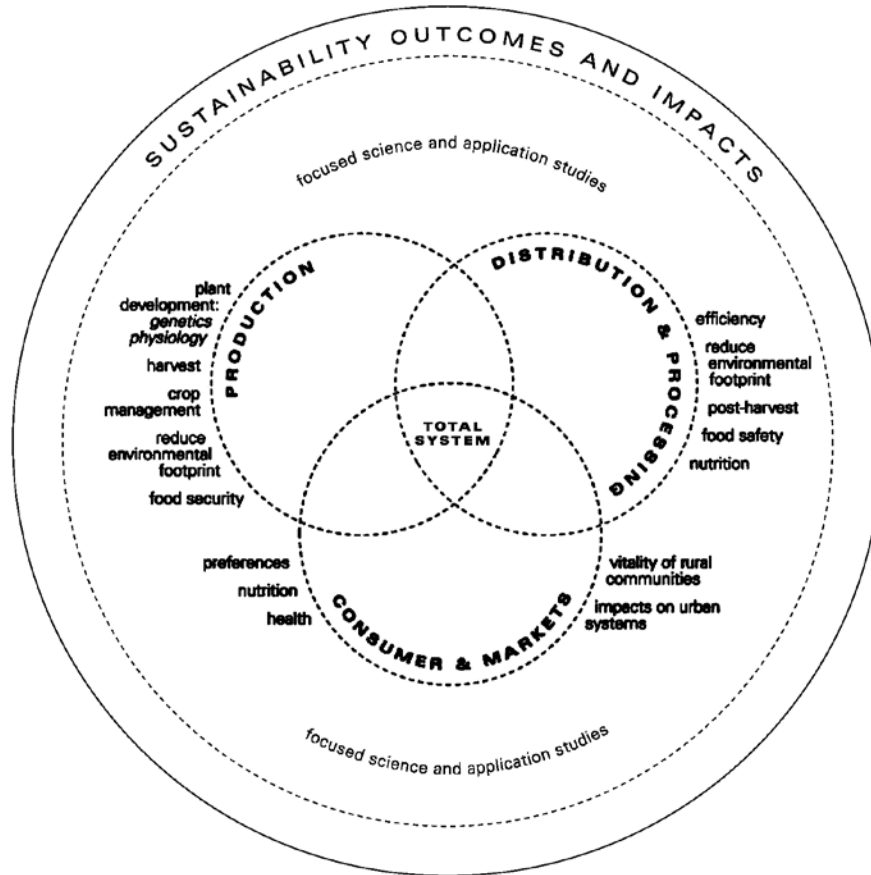 SUSTAINABILITY OUTCOMES AND IMPACTS
focused science and application studies
PRODUCTION
plant
development:
genetics
physiology
harvest
crop
management
reduce
environmental
footprint
food security
DISTRIBUTION & PROCESSING
efficiency
reduce
environmental
footprint
post-harvest
food safety
nutrition
TOTAL
SYSTEM
preferences
nutrition
health
CONSUMER & MARKETS
vitality of rural
communities
impacts on urban
systems
focused science and application studies